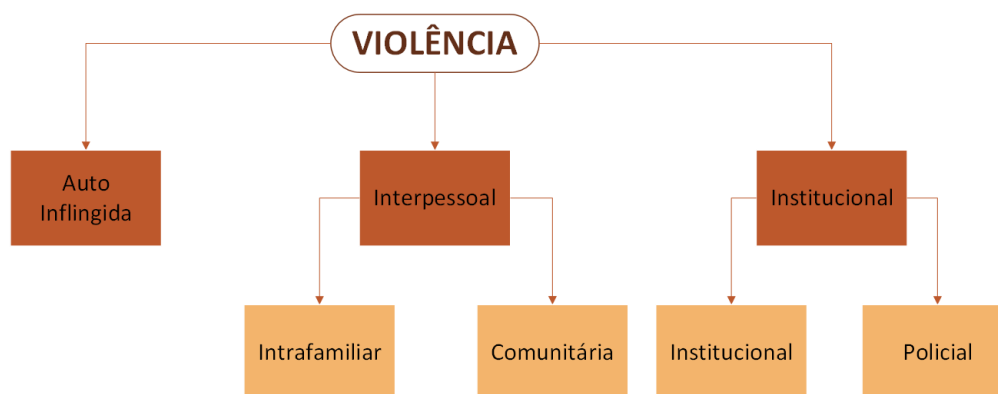 VIOLÊNCIA
Auto
Inflingida
Interpessoal
Institucional
Intrafamiliar
Comunitária
Institucional
Policial